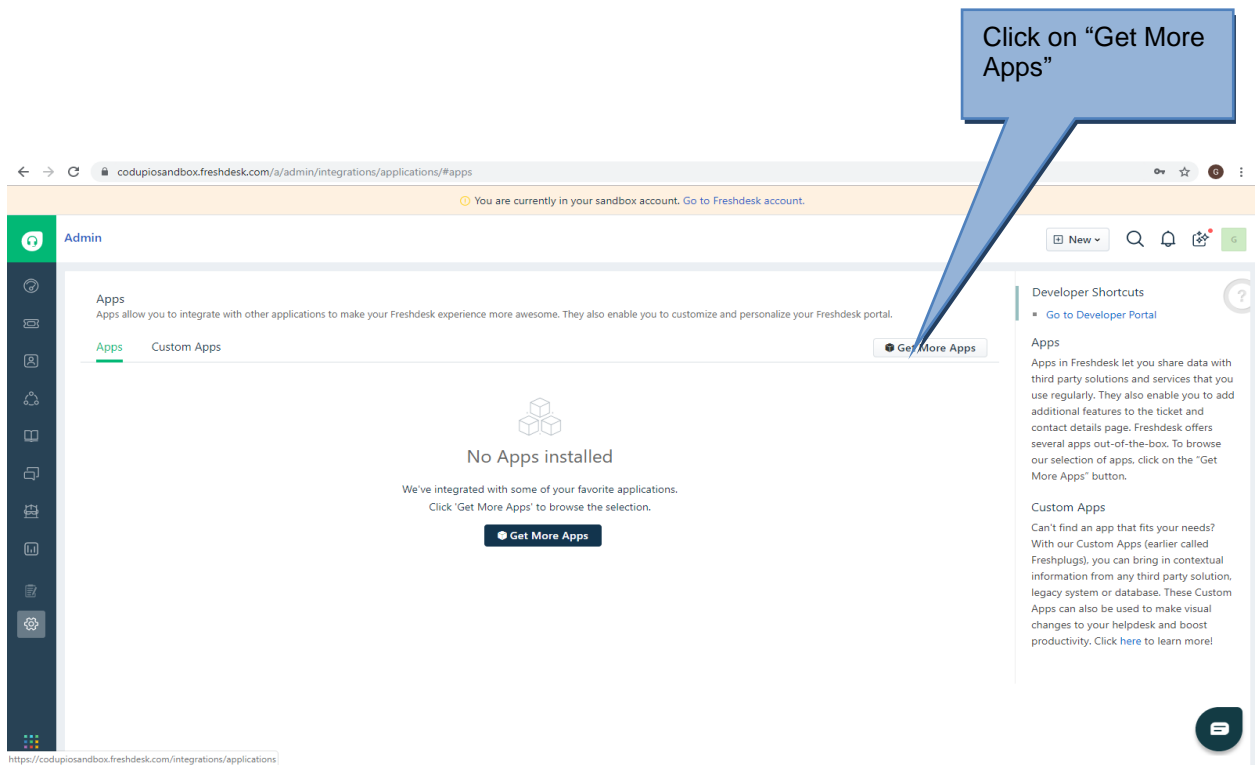 Click on “Get More
Apps”
codupiosandbox.freshdesk.com/a/admin/integrations/applications/#apps
G
You are currently in your sandbox account. Go to Freshdesk account.
Admin
New
G
Apps
Apps allow you to integrate with other applications to make your Freshdesk experience more awesome. They also enable you to customize and personalize your Freshdesk portal.
Apps Custom Apps
Get More Apps
No Apps installed
We've integrated with some of your favorite applications.
Click 'Get More Apps' to browse the selection.
Get More Apps
Developer Shortcuts
?
Go to Developer Portal
Apps
Apps in Freshdesk let you share data with
third party solutions and services that you
use regularly. They also enable you to add
additional features to the ticket and
contact details page. Freshdesk offers
several apps out-of-the-box. To browse
our selection of apps, click on the "Get
More Apps" button.
Custom Apps
Can't find an app that fits your needs?
With our Custom Apps (earlier called
Freshplugs), you can bring in contextual
information from any third party solution,
legacy system or database. These Custom
Apps can also be used to make visual
changes to your helpdesk and boost
productivity. Click here to learn more!
https://codupiosandbox.freshdesk.com/integrations/applications